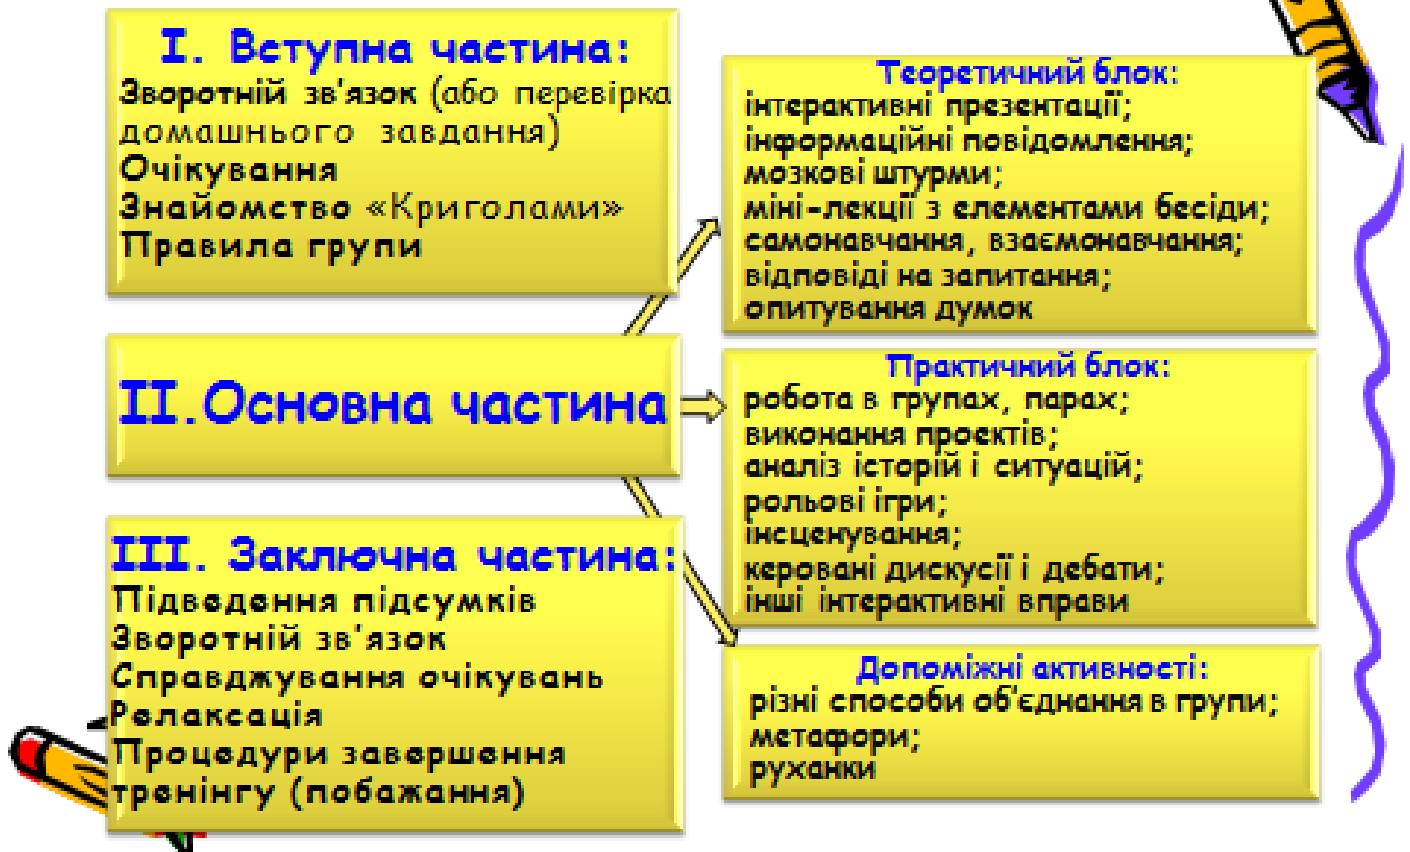 I. Вступна частина:
Зворотній зв'язок (або перевірка
домашнього завдання)
Очікування
Знайомство «Криголами»
Правила групи
II.Основна частина
III. Заключна частина:
Підведення підсумків
Зворотній зв'язок
Справджування очікувань
Релаксація
Процедури завершення
тренінгу (побажання)
Теоретичний блок:
інтерактивні презентації;
інформаційні повідомлення;
мозкові штурми;
міні-лекції з елементами бесіди;
самонавчання, взаємонавчання;
відповіді на запитання;
опитування думок
Практичний блок:
робота в групах, парах;
виконання проектів;
аналіз історій і ситуацій;
рольові ігри;
інсценування;
керовані дискусії і дебати;
інші інтерактивні вправи
Допоміжні активності:
різні способи об'єднання в групи;
метафори;
руханки